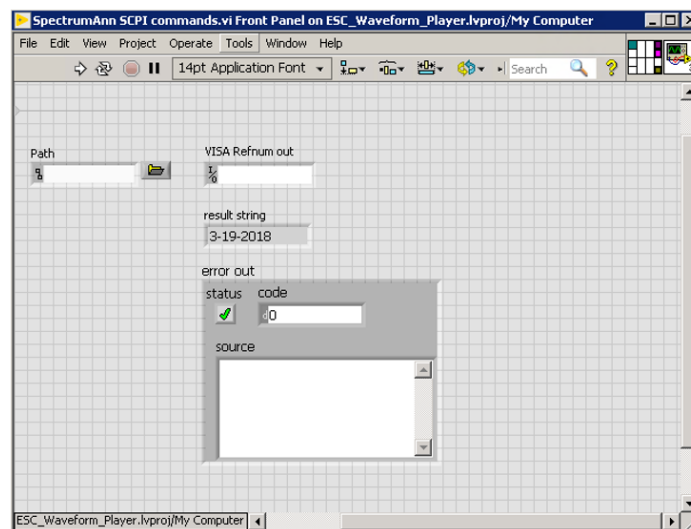 SpectrumAnn SCPI commands.vi Front Panel on ESC_Waveform_Player.lvproj/My Computer
File Edit View Project Operate Tools Window Help
14pt Application Font
Search
Path
VISA Refnum out
result string
3-19-2018
error out
status code
0
source
ESC_Waveform_Player.lvproj/My Computer